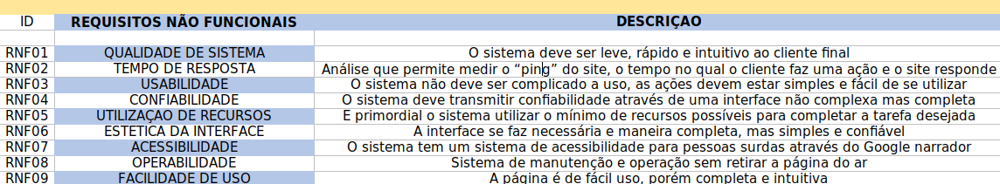 ID REQUISITOS NÃO FUNCIONAIS DESCRIÇAO
RNF01 QUALIDADE DE SISTEMA O sistema deve ser leve, rápido e intuitivo ao cliente final
RNF02 TEMPO DE RESPOSTA Análise que permite medir o “ping” do site, o tempo no qual o cliente faz uma ação e o site responde
RNF03 USABILIDADE O sistema não deve ser complicado a uso, as ações devem estar simples e fácil de se utilizar
RNF04 CONFIABILIDADE O sistema deve transmitir confiabilidade através de uma interface não complexa mas completa
RNF05 UTILIZAÇAO DE RECURSOS E primordial o sistema utilizar o mínimo de recursos possíveis para completar a tarefa desejada
RNF06 ESTETICA DA INTERFACE A interface se faz necessária e maneira completa, mas simples e confiável
RNF07 ACESSIBILIDADE O sistema tem um sistema de acessibilidade para pessoas surdas através do Google narrador
RNF08 OPERABILIDADE Sistema de manutenção e operação sem retirar a página do ar
RNF09 FACILIDADE DE USO A página é de fácil uso, porém completa e intuitiva